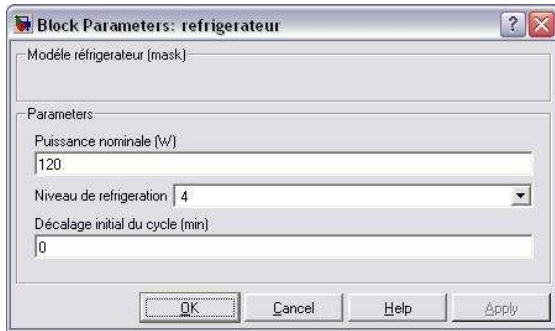 Block Parameters: refrigerateur
Modéle réfrigerateur (mask)
Parameters
Puissance nominale (W)
120
Niveau de refrigeration 4
Décalage initial du cycle (min)
0
OK Cancel Help Apply